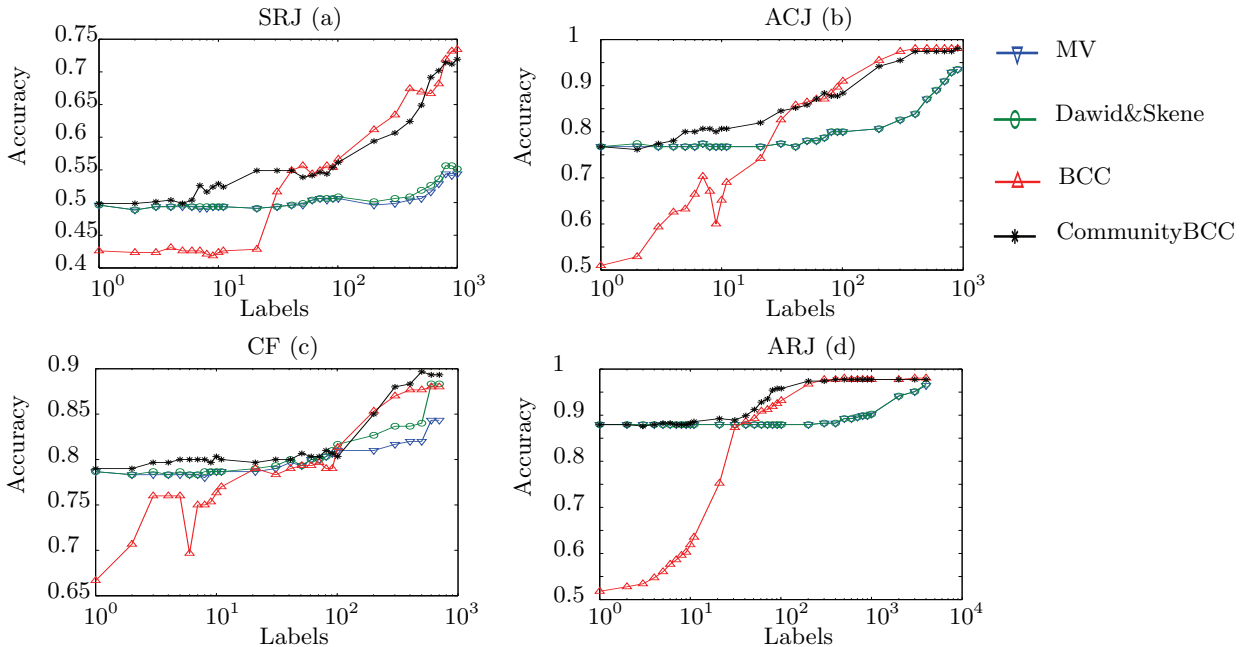 SRJ (a)
0.75
0.7
0.65
0.6
0.55
0.5
0.45
0.4
Accuracy
10^0
10^1
10^2
10^3
Labels
ACJ (b)
1
0.9
0.8
0.7
0.6
0.5
Accuracy
10^0
10^1
10^2
10^3
Labels
MV
Dawid&Skene
BCC
CommunityBCC
CF (c)
0.9
0.85
0.8
0.75
0.7
0.65
Accuracy
10^0
10^1
10^2
10^3
Labels
ARJ (d)
1
0.9
0.8
0.7
0.6
0.5
Accuracy
10^0
10^1
10^2
10^3
10^4
Labels